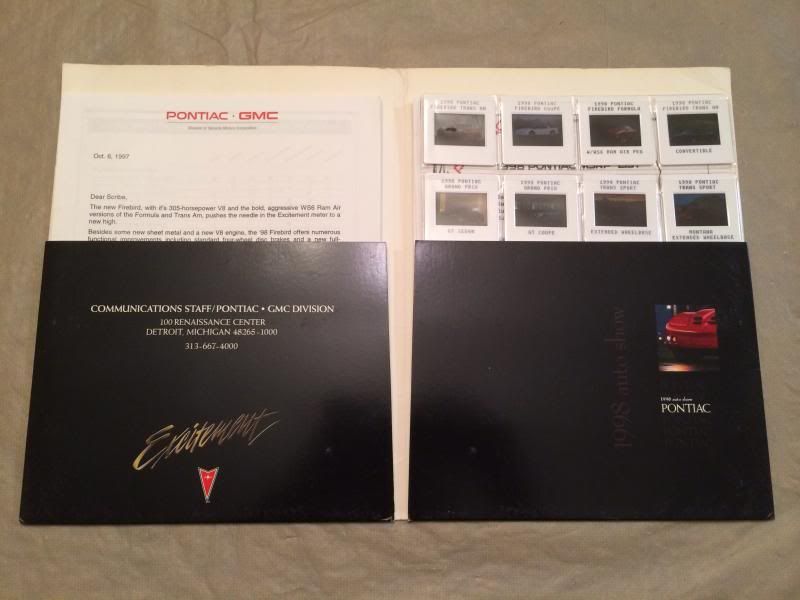 PONTIAC • GMC
Division of General Motors Corporation
Oct. 6, 1997
Dear Scribe,
The new Firebird, with it's 305-horsepower V8 and the bold, aggressive WS6 Ram Air
versions of the Formula and Trans Am, pushes the needle in the Excitement meter to a
new high.
Besides some new sheet metal and a new V8 engine, the '98 Firebird offers numerous
functional improvements including standard four-wheel disc brakes and a new full-
COMMUNICATIONS STAFF/PONTIAC • GMC DIVISION
100 RENAISSANCE CENTER
DETROIT, MICHIGAN 48265-1000
313-667-4000
Excitement
1998 PONTIAC
FIREBIRD TRANS AM
1998 PONTIAC
FIREBIRD COUPE
1998 PONTIAC
FIREBIRD FORMULA
W/WS6 RAM AIR PKG
1998 PONTIAC
FIREBIRD TRANS AM
CONVERTIBLE
1998 PONTIAC
1998 PONTIAC
GRAND PRIX
GT SEDAN
1998 PONTIAC
GRAND PRIX
GT COUPE
1998 PONTIAC
TRANS SPORT
EXTENDED WHEELBASE
1998 PONTIAC
TRANS SPORT
MONTANA
EXTENDED WHEELBASE
1998 auto show
1998 auto show
PONTIAC